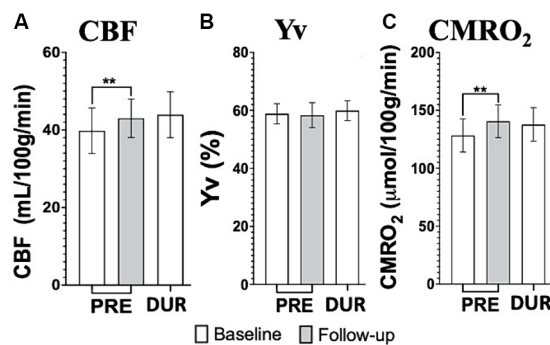 A CBF
B Yv
C CMRO₂
CBF (mL/100g/min)
60
40
20
0
**
PRE DUR
Yv (%)
80
60
40
20
0
PRE DUR
CMRO₂ (μmol/100g/min)
200
150
100
50
0
**
PRE DUR
Baseline Follow-up